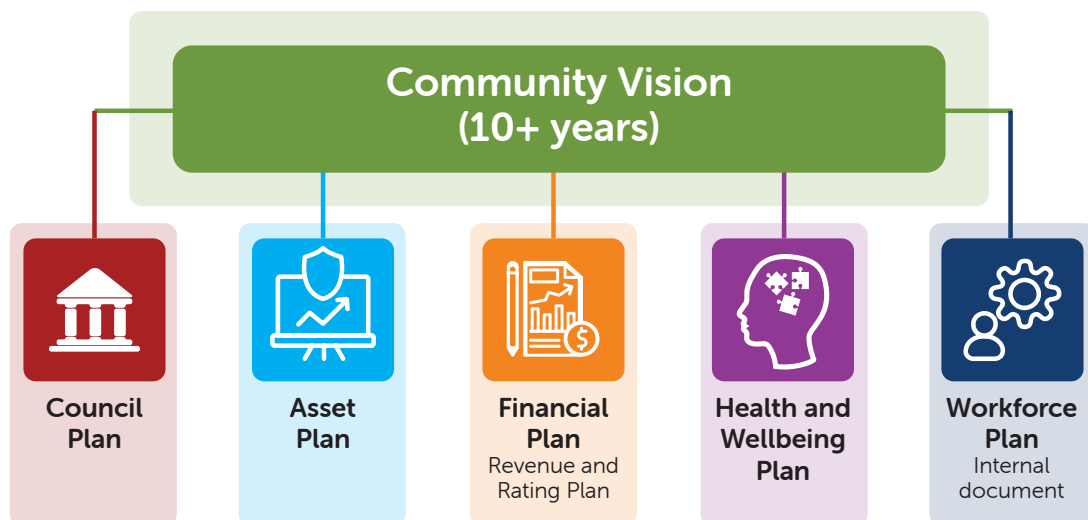 Community Vision
(10+ years)
Council
Plan
Asset
Plan
Financial
Plan
Revenue and
Rating Plan
$
Health and
Wellbeing
Plan
Workforce
Plan
Internal
document